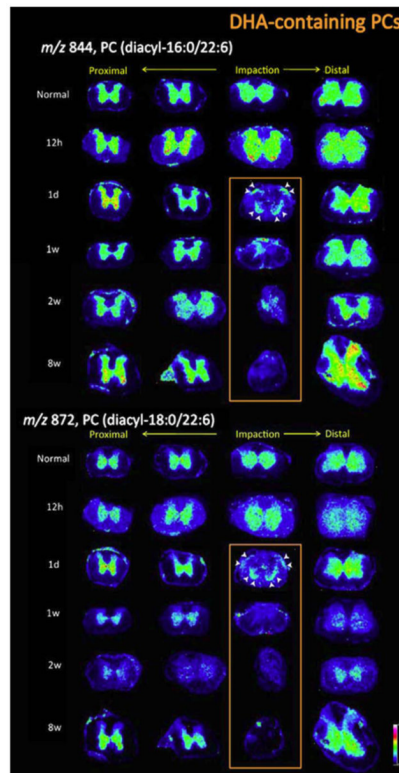 DHA-containing PCs
m/z 844, PC (diacyl-16:0/22:6)
Proximal Impaction Distal
Normal
12h
1d
1w
2w
8w
m/z 872, PC (diacyl-18:0/22:6)
Proximal Impaction Distal
Normal
12h
1d
1w
2w
8w